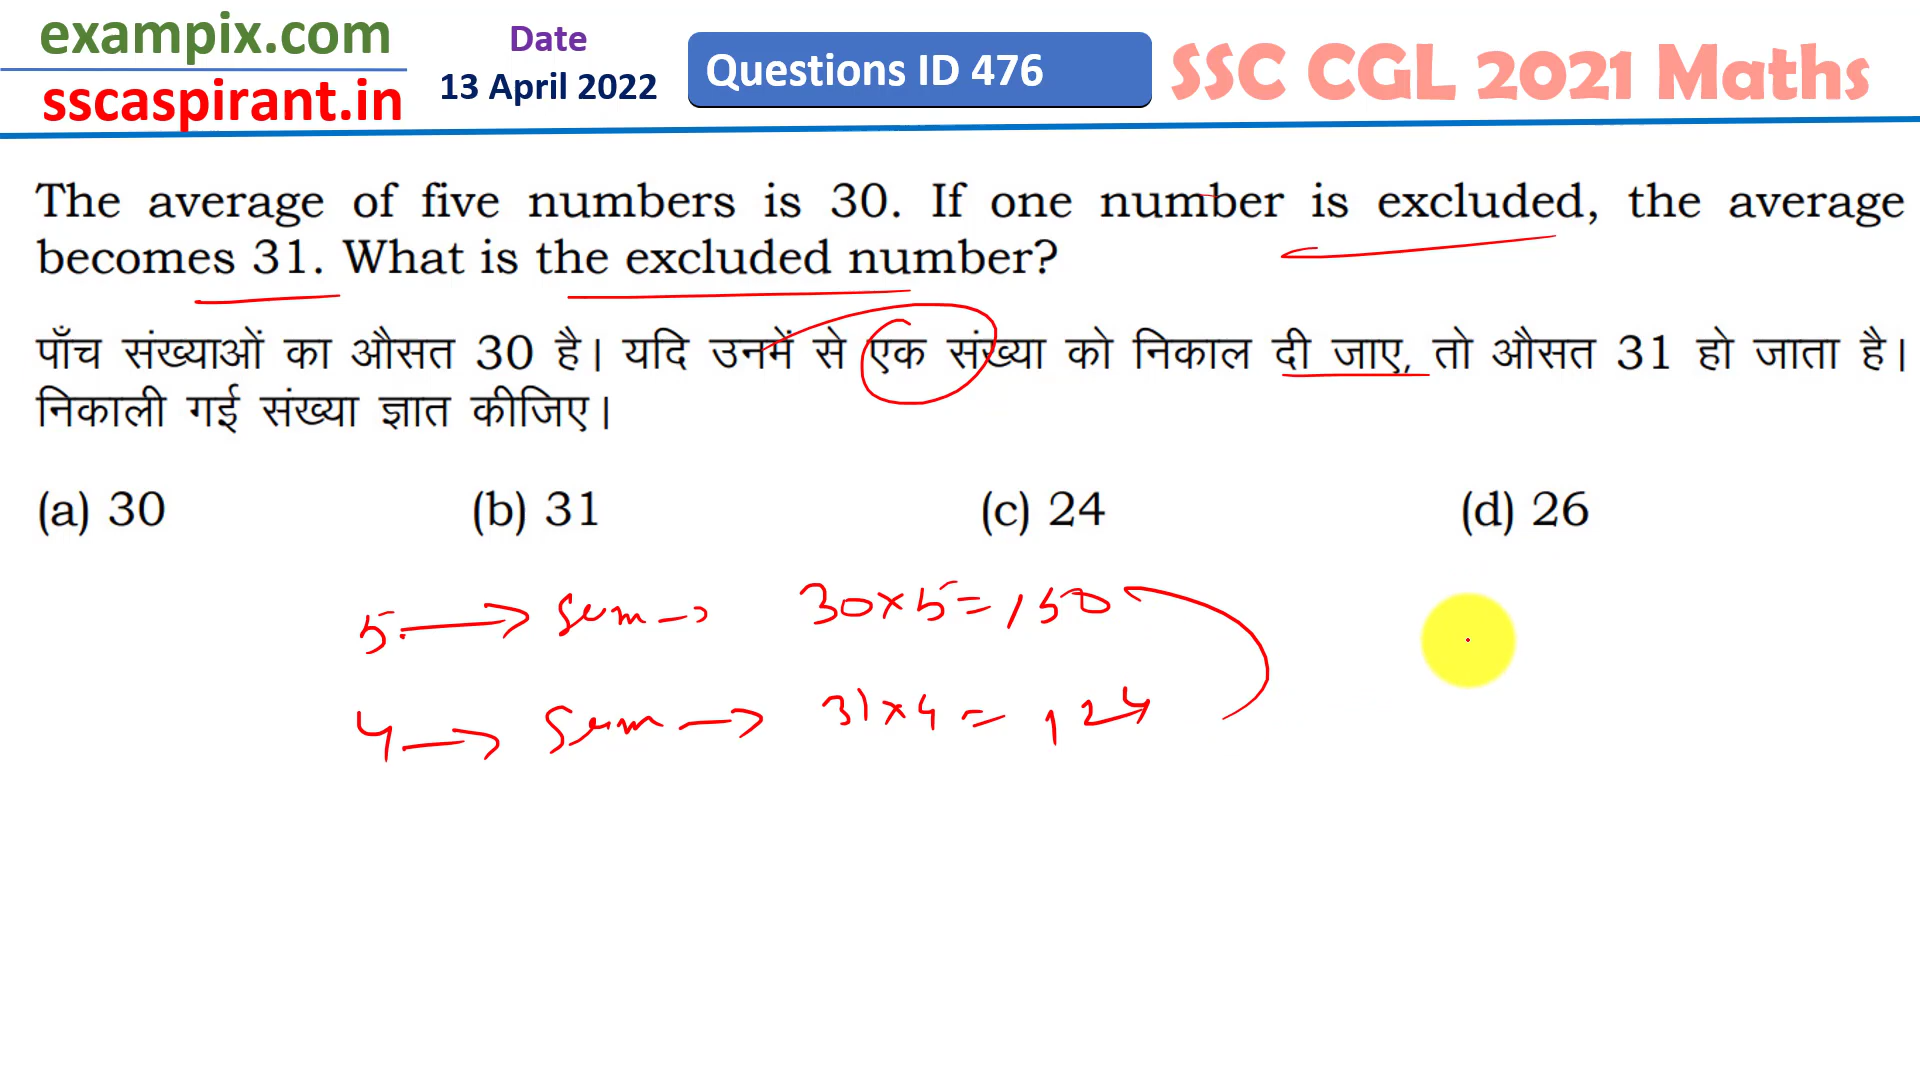 exampix.com
sscaspirant.in
Date
13 April 2022
Questions ID 476
SSC CGL 2021 Maths
The average of five numbers is 30. If one number is excluded, the average
becomes 31. What is the excluded number?
पाँच संख्याओं का औसत 30 है। यदि उनमें से एक संख्या को निकाल दी जाए, तो औसत 31 हो जाता है।
निकाली गई संख्या ज्ञात कीजिए।
(a) 30 (b) 31 (c) 24 (d) 26
5 → sum → 30×5=150
4 → sum → 31×4 = 124